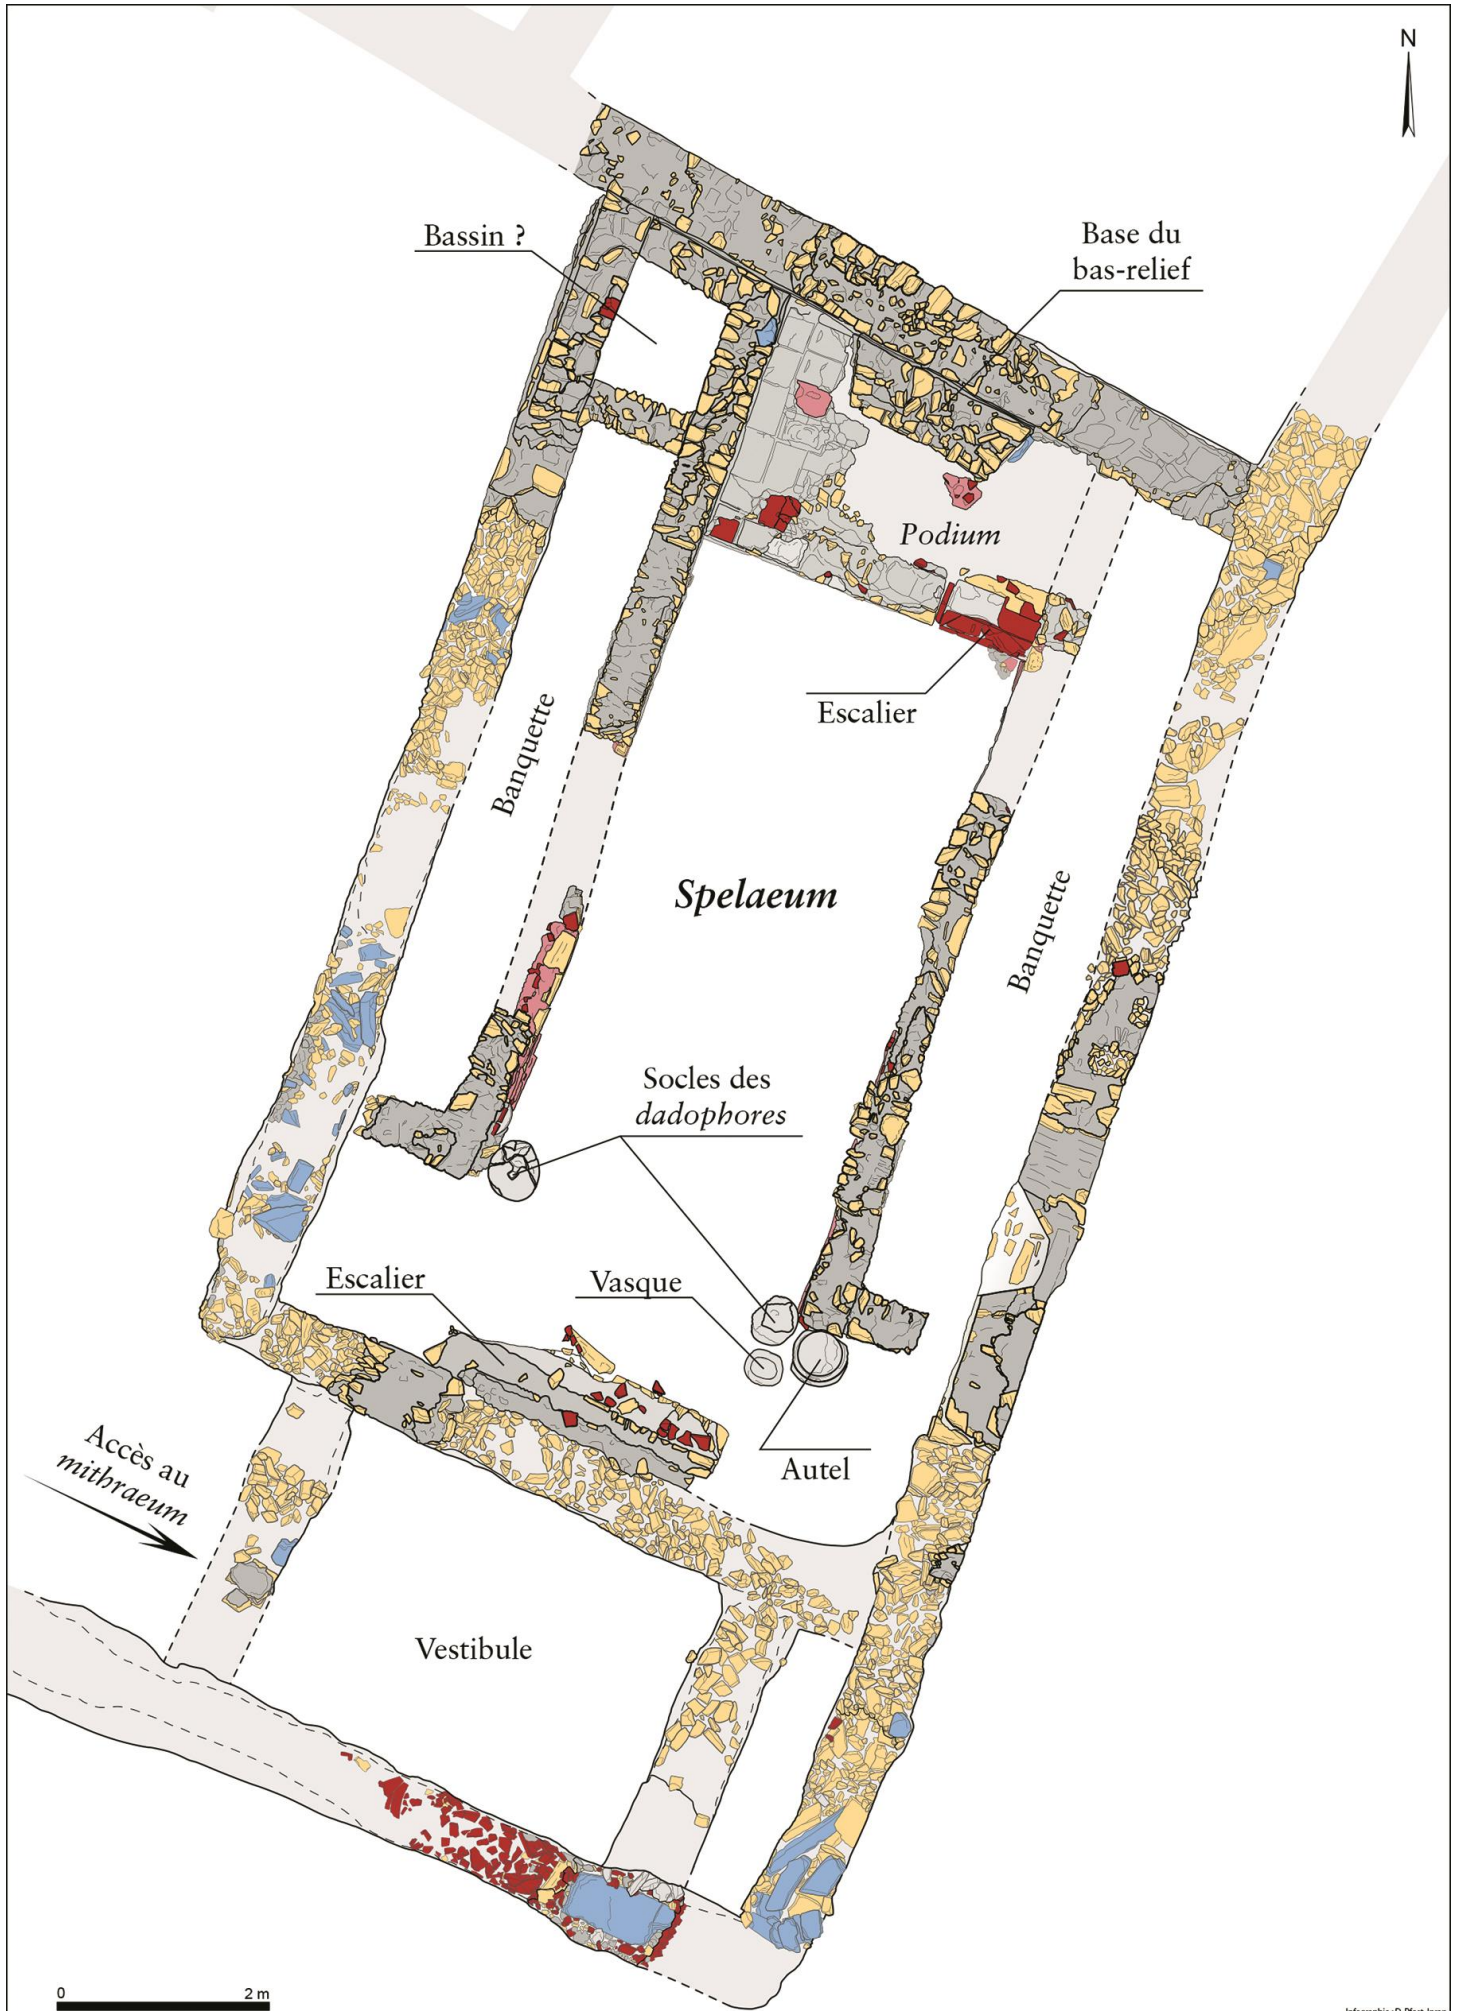 N
Bassin ?
Base du
bas-relief
Podium
Escalier
Banquette
Spelaeum
Banquette
Socles des
dadophores
Escalier
Vasque
Autel
Accès au
mithraeum
Vestibule
0 2 m